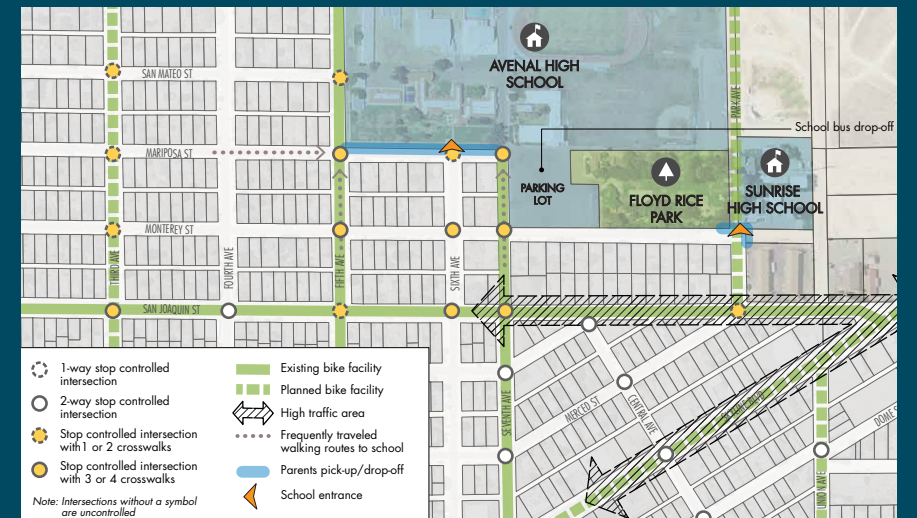 AVENAL HIGH
SCHOOL
SAN MATEO ST
PARK AVE
School bus drop-off
MARIPOSA ST
PARKING
LOT
FLOYD RICE
PARK
SUNRISE
HIGH SCHOOL
MONTEREY ST
THIRD AVE
FOURTH AVE
FIFTH AVE
SIXTH AVE
SAN JOAQUIN ST
SEVENTH AVE
MERCED ST
CENTRAL AVE
UNION AVE
DOME S
1-way stop controlled
intersection
2-way stop controlled
intersection
Stop controlled intersection
with 1 or 2 crosswalks
Stop controlled intersection
with 3 or 4 crosswalks
Note: Intersections without a symbol
are uncontrolled
Existing bike facility
Planned bike facility
High traffic area
Frequently traveled
walking routes to school
Parents pick-up/drop-off
School entrance